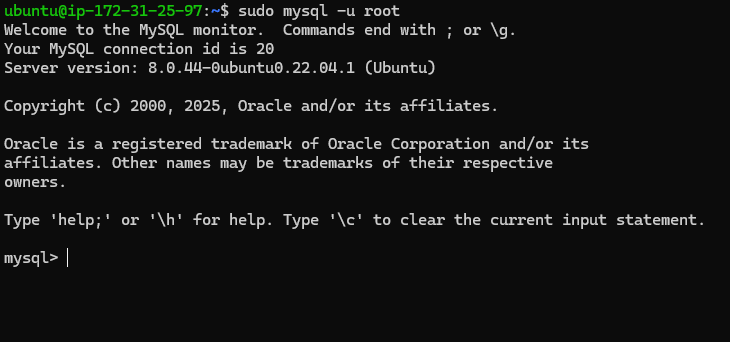 ubuntu@ip-172-31-25-97:~$ sudo mysql -u root
Welcome to the MySQL monitor.  Commands end with ; or \g.
Your MySQL connection id is 20
Server version: 8.0.44-0ubuntu0.22.04.1 (Ubuntu)

Copyright (c) 2000, 2025, Oracle and/or its affiliates.

Oracle is a registered trademark of Oracle Corporation and/or its
affiliates. Other names may be trademarks of their respective
owners.

Type 'help;' or '\h' for help. Type '\c' to clear the current input statement.

mysql>